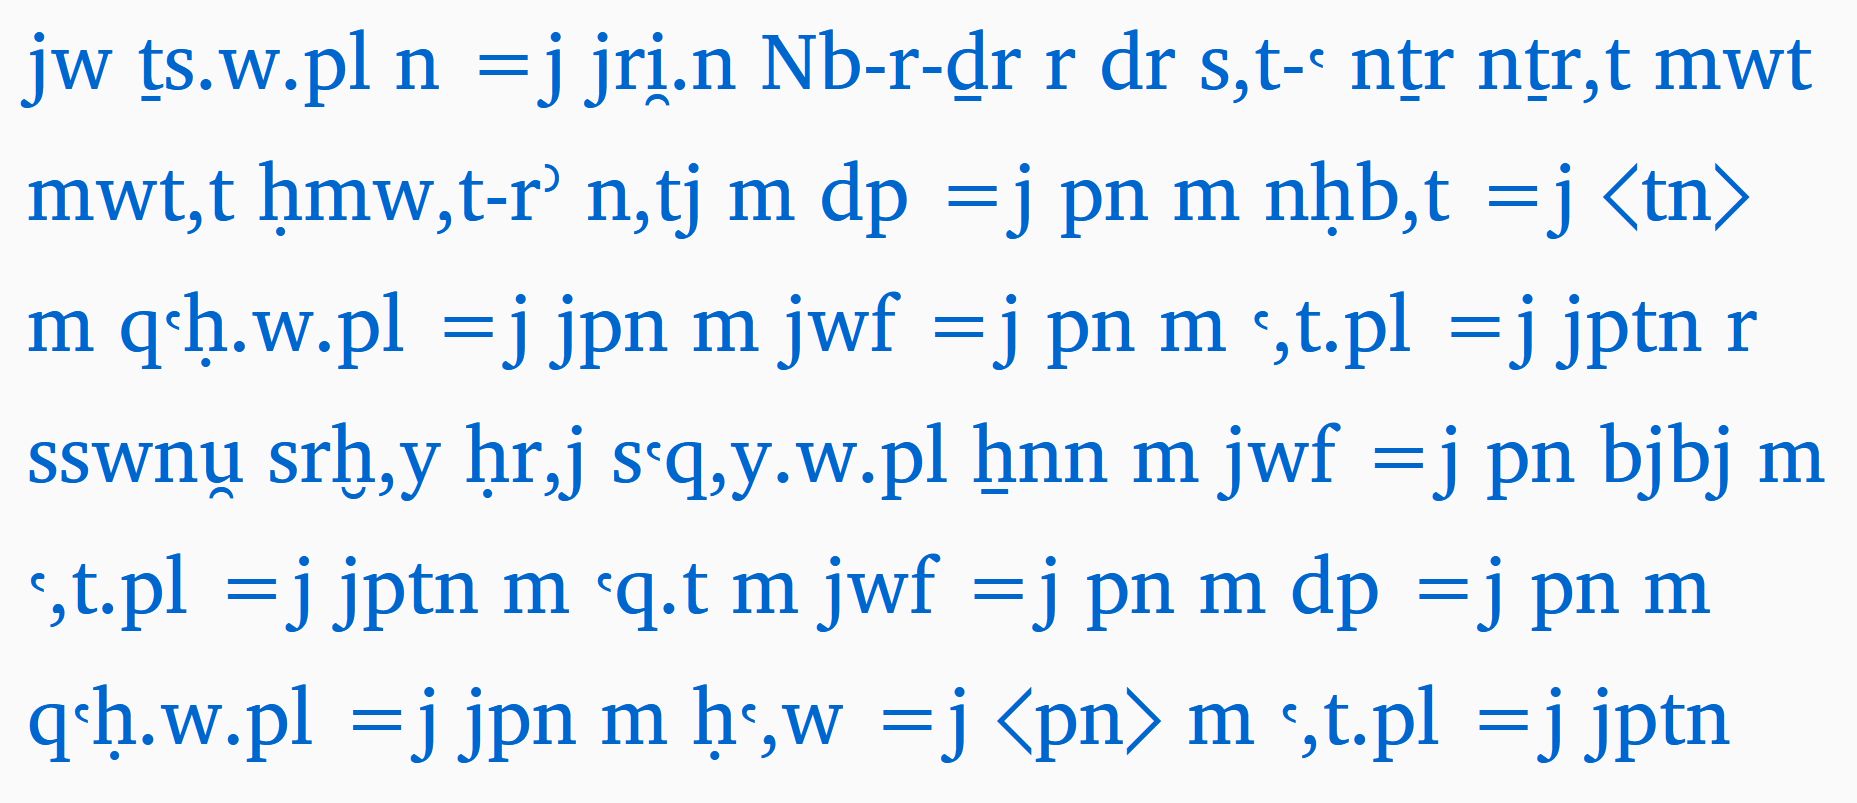 jw ṯs.w.pl n =j jri̯.n Nb-r-ḏr r dr s,t-ꜥ nṯr nṯr,t mwt
mwt,t ḥmw,t-rʾ n,tj m dp =j pn m nḥb,t =j 〈tn〉
m qꜥḥ.w.pl =j jpn m jwf =j pn m ꜥ,t.pl =j jptn r
sswnu̯ srḫ,y ḥr,j sꜥq,y.w.pl ẖnn m jwf =j pn bjbj m
ꜥ,t.pl =j jptn m ꜥq.t m jwf =j pn m dp =j pn m
qꜥḥ.w.pl =j jpn m ḥꜥ,w =j 〈pn〉 m ꜥ,t.pl =j jptn